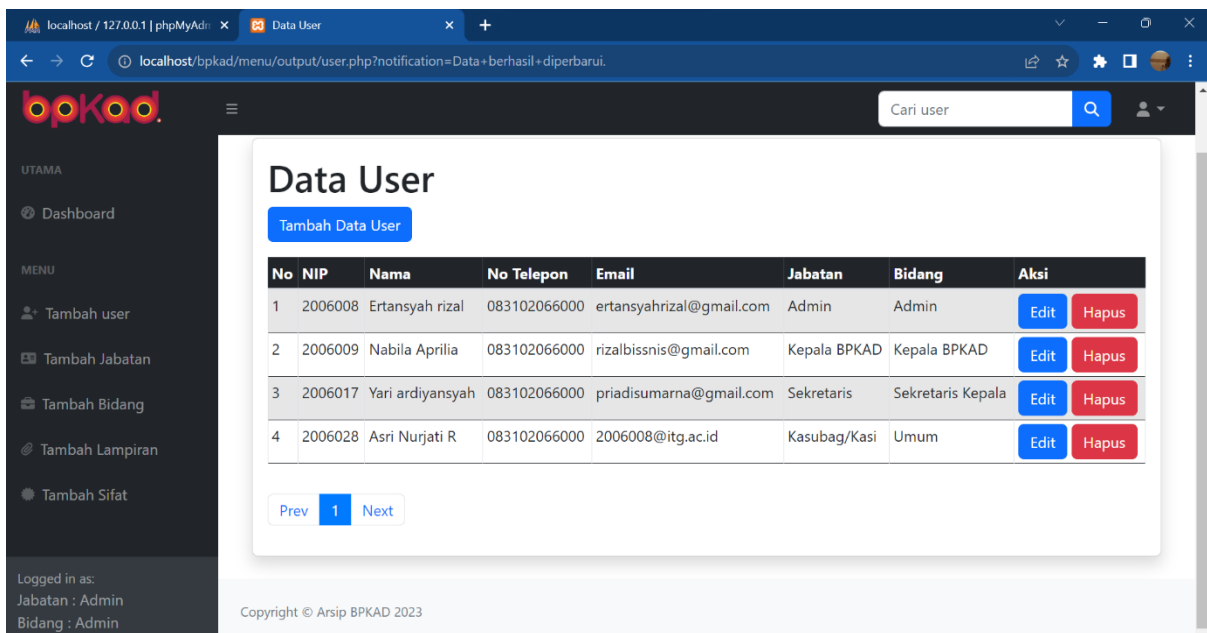 localhost / 127.0.0.1 | phpMyAdn
Data User
localhost/bpkad/menu/output/user.php?notification=Data+berhasil+diperbarui.
bpkad.
Cari user
UTAMA
Dashboard
MENU
Tambah user
Tambah Jabatan
Tambah Bidang
Tambah Lampiran
Tambah Sifat
Logged in as:
Jabatan : Admin
Bidang : Admin
Data User
Tambah Data User
No NIP Nama No Telepon Email Jabatan Bidang Aksi
1 2006008 Ertansyah rizal 083102066000 ertansyahrizal@gmail.com Admin Admin Edit Hapus
2 2006009 Nabila Aprilia 083102066000 rizalbissnis@gmail.com Kepala BPKAD Kepala BPKAD Edit Hapus
3 2006017 Yari ardiyansyah 083102066000 priadisumarna@gmail.com Sekretaris Sekretaris Kepala Edit Hapus
4 2006028 Asri Nurjati R 083102066000 2006008@itg.ac.id Kasubag/Kasi Umum Edit Hapus
Prev 1 Next
Copyright © Arsip BPKAD 2023